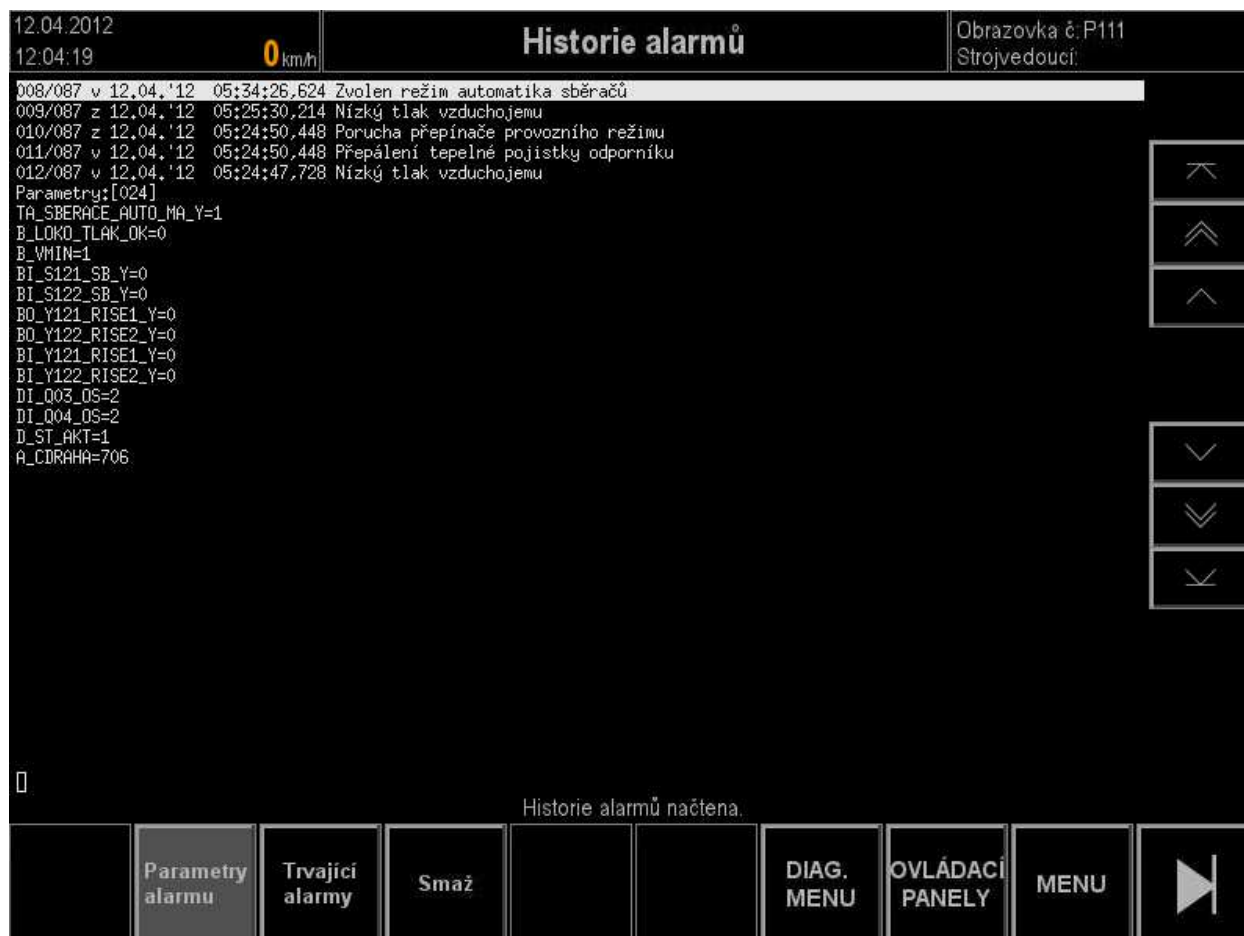 12.04.2012
12:04:19
0 km/h
Historie alarmů
Obrazovka č:P111
Strojvedoucí:
008/087 v 12.04.'12 05:34:26,624 Zvolen režim automatika sběračů
009/087 z 12.04.'12 05:25:30,214 Nízký tlak vzduchojemu
010/087 z 12.04.'12 05:24:50,448 Porucha přepínače provozního režimu
011/087 v 12.04.'12 05:24:50,448 Přepálení tepelné pojistky odporníku
012/087 v 12.04.'12 05:24:47,728 Nízký tlak vzduchojemu
Parametry:[024]
TA_SBERACE_AUTO_MA_Y=1
B_LOKO_TLAK_OK=0
B_VMIN=1
BI_S121_SB_Y=0
BI_S122_SB_Y=0
BO_Y121_RISE1_Y=0
BO_Y122_RISE2_Y=0
BI_Y121_RISE1_Y=0
BI_Y122_RISE2_Y=0
DI_Q03_OS=2
DI_Q04_OS=2
D_ST_AKT=1
A_CDRAHA=706
Historie alarmů načtena.
Parametry
alarmu
Trvající
alarmy
Smaž
DIAG.
MENU
OVLÁDACÍ
PANELY
MENU